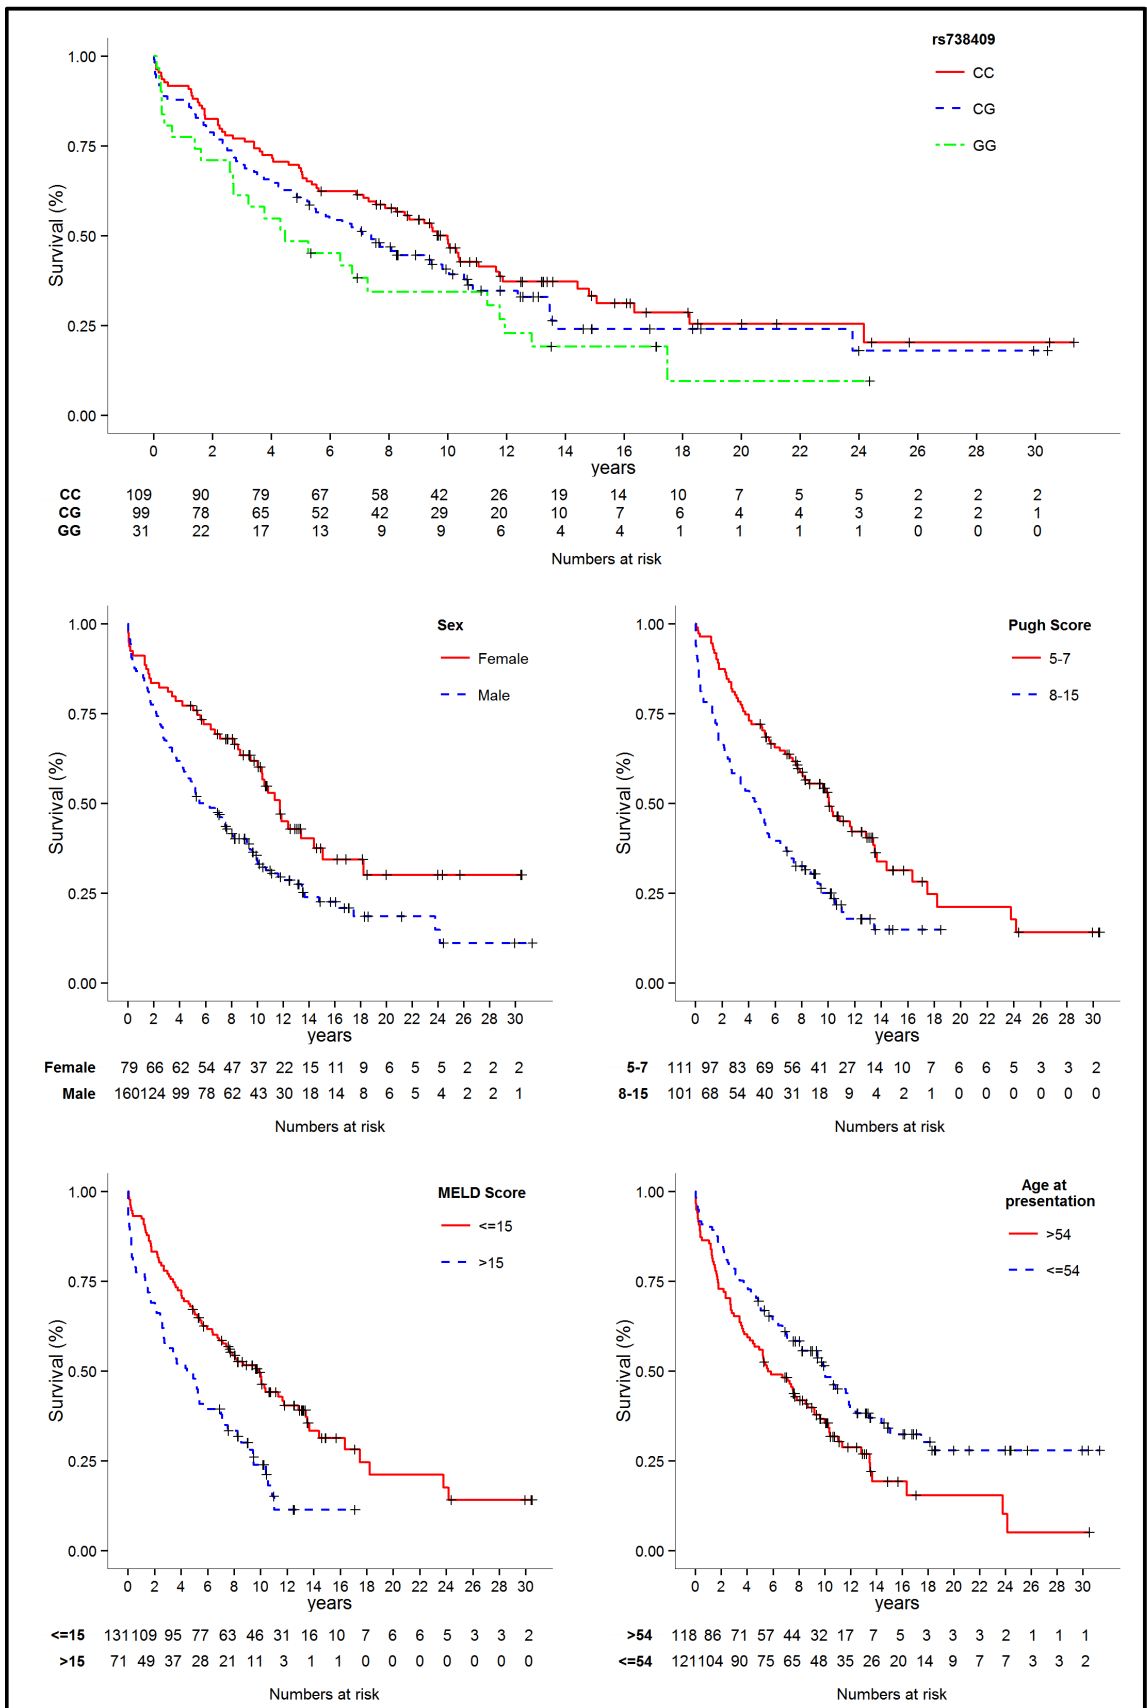 rs738409
CC
CG
GG
Survival (%)
1.00
0.75
0.50
0.25
0.00
0 2 4 6 8 10 12 14 16 18 20 22 24 26 28 30
years
CC 109 90 79 67 58 42 26 19 14 10 7 5 5 2 2 2
CG 99 78 65 52 42 29 20 10 7 6 4 4 3 2 2 1
GG 31 22 17 13 9 9 6 4 4 1 1 1 1 0 0 0
Numbers at risk
Sex
Female
Male
Survival (%)
1.00
0.75
0.50
0.25
0.00
0 2 4 6 8 10 12 14 16 18 20 22 24 26 28 30
years
Female 79 66 62 54 47 37 22 15 11 9 6 5 5 2 2 2
Male 160 124 99 78 62 43 30 18 14 8 6 5 4 2 2 1
Numbers at risk
Pugh Score
5-7
8-15
Survival (%)
1.00
0.75
0.50
0.25
0.00
0 2 4 6 8 10 12 14 16 18 20 22 24 26 28 30
years
5-7 111 97 83 69 56 41 27 14 10 7 6 6 5 3 3 2
8-15 101 68 54 40 31 18 9 4 2 1 0 0 0 0 0 0
Numbers at risk
MELD Score
<=15
>15
Survival (%)
1.00
0.75
0.50
0.25
0.00
0 2 4 6 8 10 12 14 16 18 20 22 24 26 28 30
years
<=15 131 109 95 77 63 46 31 16 10 7 6 6 5 3 3 2
>15 71 49 37 28 21 11 3 1 1 0 0 0 0 0 0 0
Numbers at risk
Age at
presentation
>54
<=54
Survival (%)
1.00
0.75
0.50
0.25
0.00
0 2 4 6 8 10 12 14 16 18 20 22 24 26 28 30
years
>54 118 86 71 57 44 32 17 7 5 3 3 3 2 1 1 1
<=54 121 104 90 75 65 48 35 26 20 14 9 7 7 3 3 2
Numbers at risk